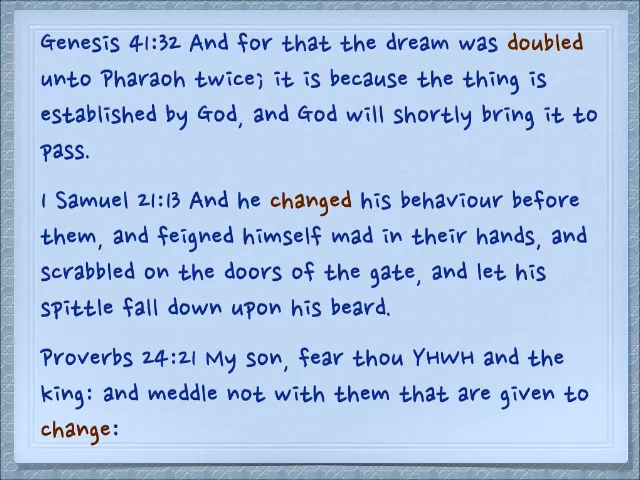 Genesis 41:32 And for that the dream was doubled
unto Pharaoh twice; it is because the thing is
established by God, and God will shortly bring it to
pass.
1 Samuel 21:13 And he changed his behaviour before
them, and feigned himself mad in their hands, and
scrabbled on the doors of the gate, and let his
spittle fall down upon his beard.
Proverbs 24:21 My son, fear thou YHWH and the
king: and meddle not with them that are given to
change: